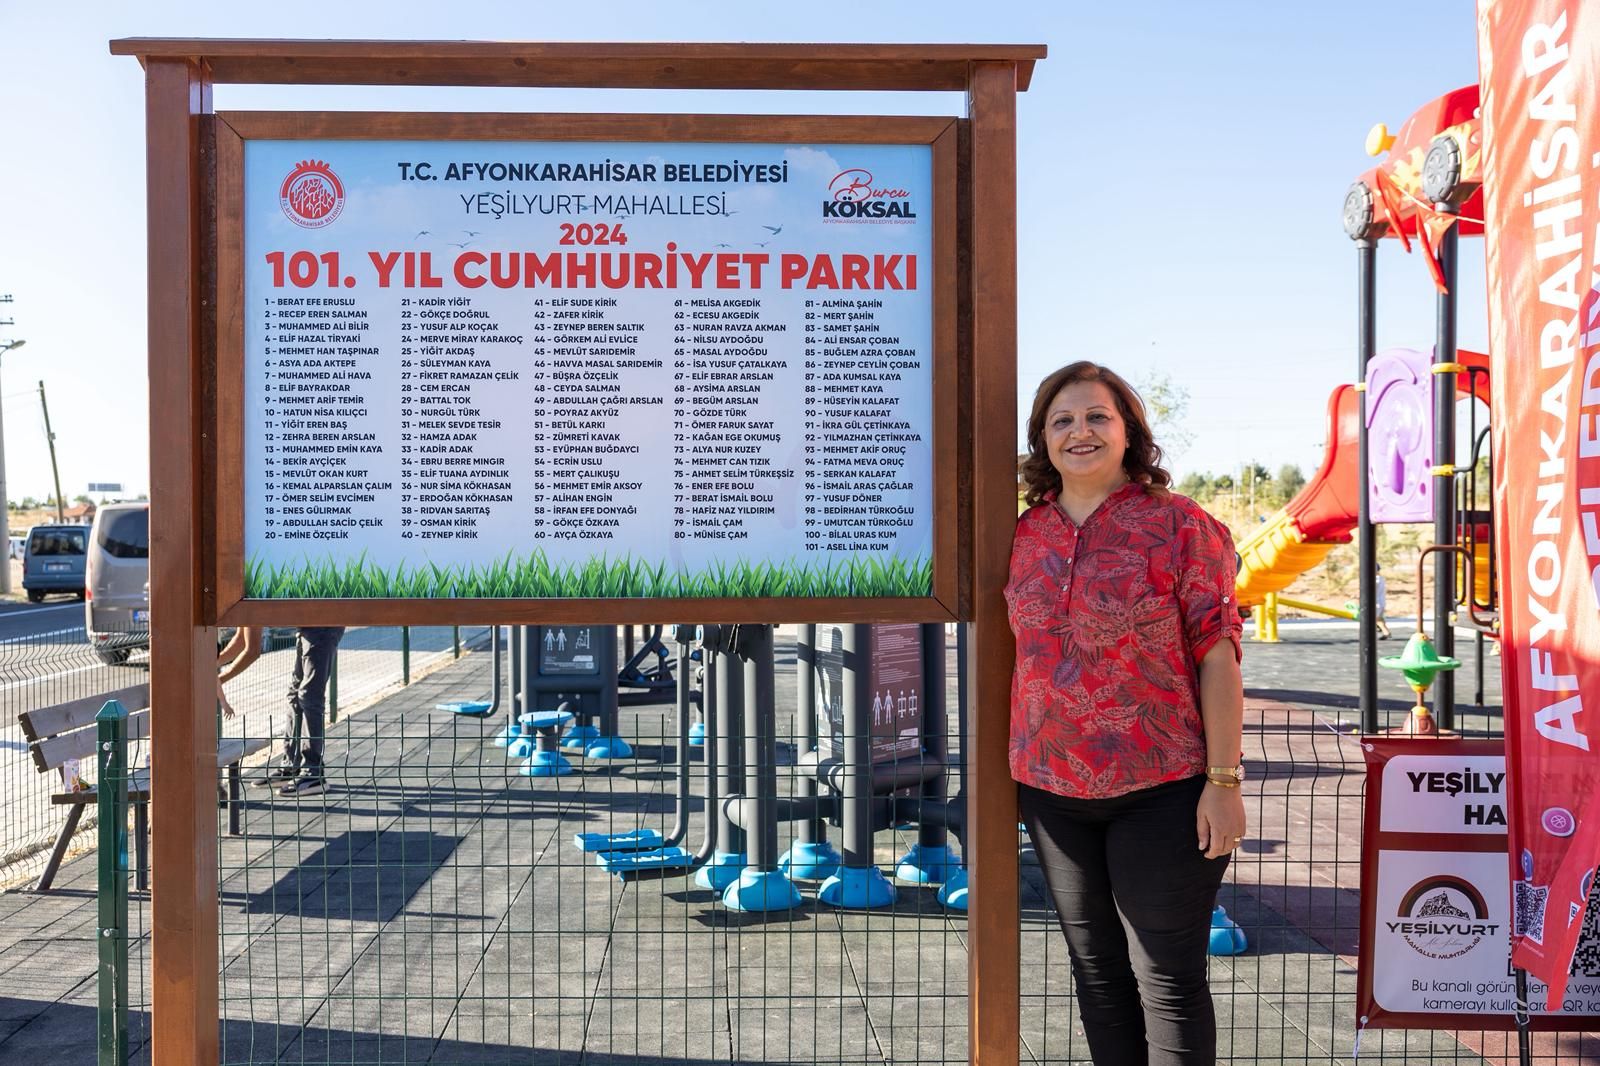 T.C. AFYONKARAHİSAR BELEDİYESİ
YEŞİLYURT MAHALLESİ
Burcu
KÖKSAL
AFYONKARAHİSAR BELEDİYE BAŞKANI
2024
101. YIL CUMHURİYET PARKI
1 - BERAT EFE ERUSLU
2 - RECEP EREN SALMAN
3 - MUHAMMED ALİ BİLİR
4 - ELİF HAZAL TİRYAKİ
5 - MEHMET HAN TAŞPINAR
6 - ASYA ADA AKTEPE
7 - MUHAMMED ALİ HAVA
8 - ELİF BAYRAKDAR
9 - MEHMET ARİF TEMİR
10 - HATUN NİSA KILIÇCI
11 - YİĞİT EREN BAŞ
12 - ZEHRA BEREN ARSLAN
13 - MUHAMMED EMİN KAYA
14 - BEKİR AYÇİÇEK
15 - MEVLÜT OKAN KURT
16 - KEMAL ALPARSLAN ÇALIM
17 - ÖMER SELİM EVCİMEN
18 - ENES GÜLIRMAK
19 - ABDULLAH SACİD ÇELİK
20 - EMİNE ÖZÇELİK
21 - KADİR YİĞİT
22 - GÖKÇE DOĞRUL
23 - YUSUF ALP KOÇAK
24 - MERVE MİRAY KARAKOÇ
25 - YİĞİT AKDAŞ
26 - SÜLEYMAN KAYA
27 - FİKRET RAMAZAN ÇELİK
28 - CEM ERCAN
29 - BATTAL TOK
30 - NURGÜL TÜRK
31 - MELEK SEVDE TESİR
32 - HAMZA ADAK
33 - KADİR ADAK
34 - EBRU BERRE MINGIR
35 - ELİF TUANA AYDINLIK
36 - NUR SİMA KÖKHASAN
37 - ERDOĞAN KÖKHASAN
38 - RIDVAN SARITAŞ
39 - OSMAN KİRİK
40 - ZEYNEP KİRİK
41 - ELİF SUDE KİRİK
42 - ZAFER KİRİK
43 - ZEYNEP BEREN SALTIK
44 - GÖRKEM ALİ EVLİCE
45 - MEVLÜT SARIDEMİR
46 - HAVVA MASAL SARIDEMİR
47 - BÜŞRA ÖZÇELİK
48 - CEYDA SALMAN
49 - ABDULLAH ÇAĞRI ARSLAN
50 - POYRAZ AKYÜZ
51 - BETÜL KARKI
52 - ZÜMRETİ KAVAK
53 - EYÜPHAN BUĞDAYCI
54 - ECRİN USLU
55 - MERT ÇALIKUŞU
56 - MEHMET EMİR AKSOY
57 - ALİHAN ENGİN
58 - İRFAN EFE DONYAĞI
59 - GÖKÇE ÖZKAYA
60 - AYÇA ÖZKAYA
61 - MELİSA AKGEDİK
62 - ECESU AKGEDİK
63 - NURAN RAVZA AKMAN
64 - NİLSU AYDOĞDU
65 - MASAL AYDOĞDU
66 - İSA YUSUF ÇATALKAYA
67 - ELİF EBRAR ARSLAN
68 - AYSİMA ARSLAN
69 - BEGÜM ARSLAN
70 - GÖZDE TÜRK
71 - ÖMER FARUK SAYAT
72 - KAĞAN EGE OKUMUŞ
73 - ALYA NUR KUZEY
74 - MEHMET CAN TIZIK
75 - AHMET SELİM TÜRKEŞSİZ
76 - ENER EFE BOLU
77 - BERAT İSMAİL BOLU
78 - HAFİZ NAZ YILDIRIM
79 - İSMAİL ÇAM
80 - MÜNİSE ÇAM
81 - ALMİNA ŞAHİN
82 - MERT ŞAHİN
83 - SAMET ŞAHİN
84 - ALİ ENSAR ÇOBAN
85 - BUĞLEM AZRA ÇOBAN
86 - ZEYNEP CEYLİN ÇOBAN
87 - ADA KUMSAL KAYA
88 - MEHMET KAYA
89 - HÜSEYİN KALAFAT
90 - YUSUF KALAFAT
91 - İKRA GÜL ÇETİNKAYA
92 - YILMAZHAN ÇETİNKAYA
93 - MEHMET AKİF ORUÇ
94 - FATMA MEVA ORUÇ
95 - SERKAN KALAFAT
96 - İSMAİL ARAS ÇAĞLAR
97 - YUSUF DÖNER
98 - BEDİRHAN TÜRKOĞLU
99 - UMUTCAN TÜRKOĞLU
100 - BİLAL URAS KUM
101 - ASEL LİNA KUM
AFYONKARAHİSAR
YEŞİLY
HA
YEŞİLYURT
MAHALLE MUHTARLIĞI
Bu kanalı
kamerayı